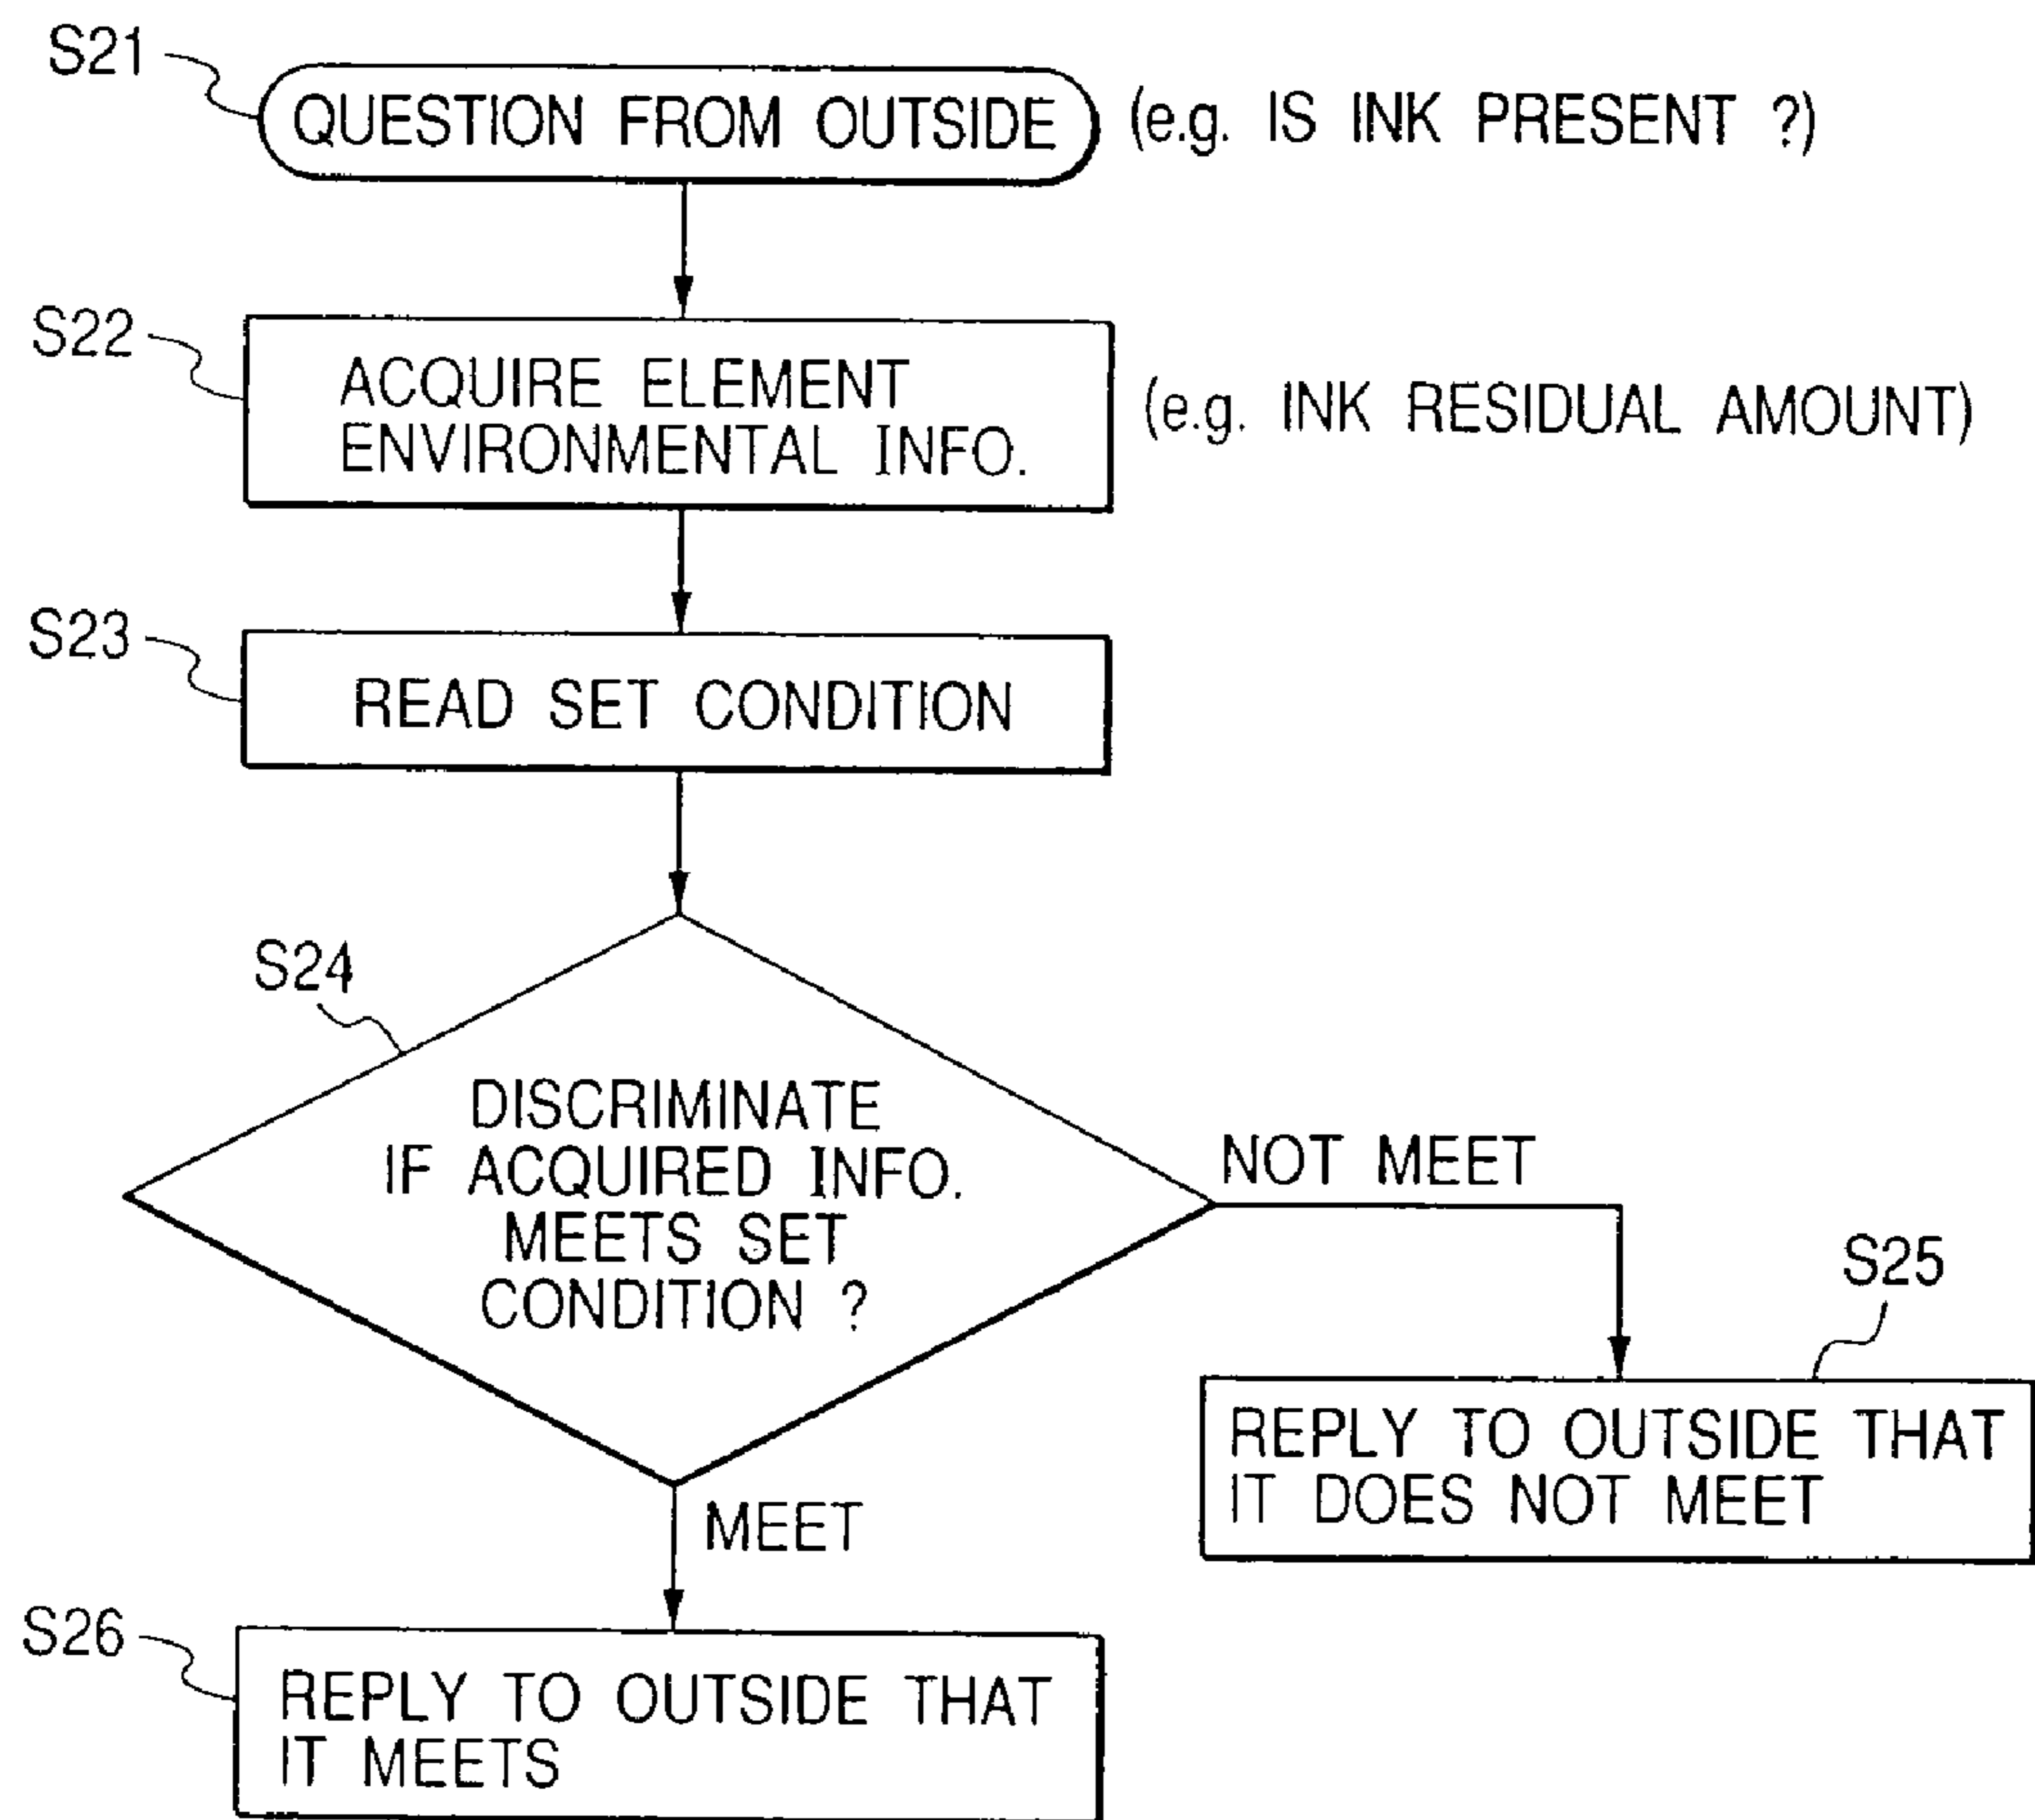 S21
QUESTION FROM OUTSIDE
(e.g. IS INK PRESENT ?)
S22
ACQUIRE ELEMENT
ENVIRONMENTAL INFO.
(e.g. INK RESIDUAL AMOUNT)
S23
READ SET CONDITION
S24
DISCRIMINATE
IF ACQUIRED INFO.
MEETS SET
CONDITION ?
NOT MEET
S25
REPLY TO OUTSIDE THAT
IT DOES NOT MEET
MEET
S26
REPLY TO OUTSIDE THAT
IT MEETS